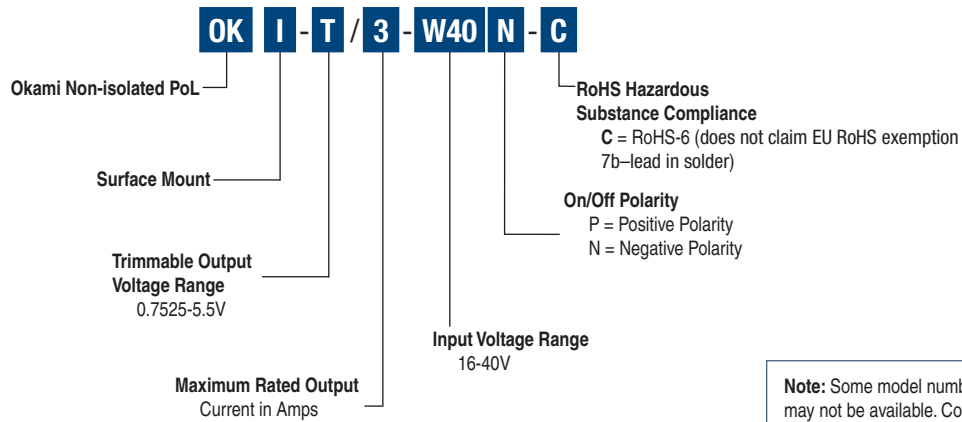 OK I - T / 3 - W40 N - C
Okami Non-isolated PoL
Surface Mount
Trimmable Output
Voltage Range
0.7525-5.5V
Maximum Rated Output
Current in Amps
Input Voltage Range
16-40V
On/Off Polarity
P = Positive Polarity
N = Negative Polarity
RoHS Hazardous
Substance Compliance
C = RoHS-6 (does not claim EU RoHS exemption
7b–lead in solder)
Note: Some model numb
may not be available. Co